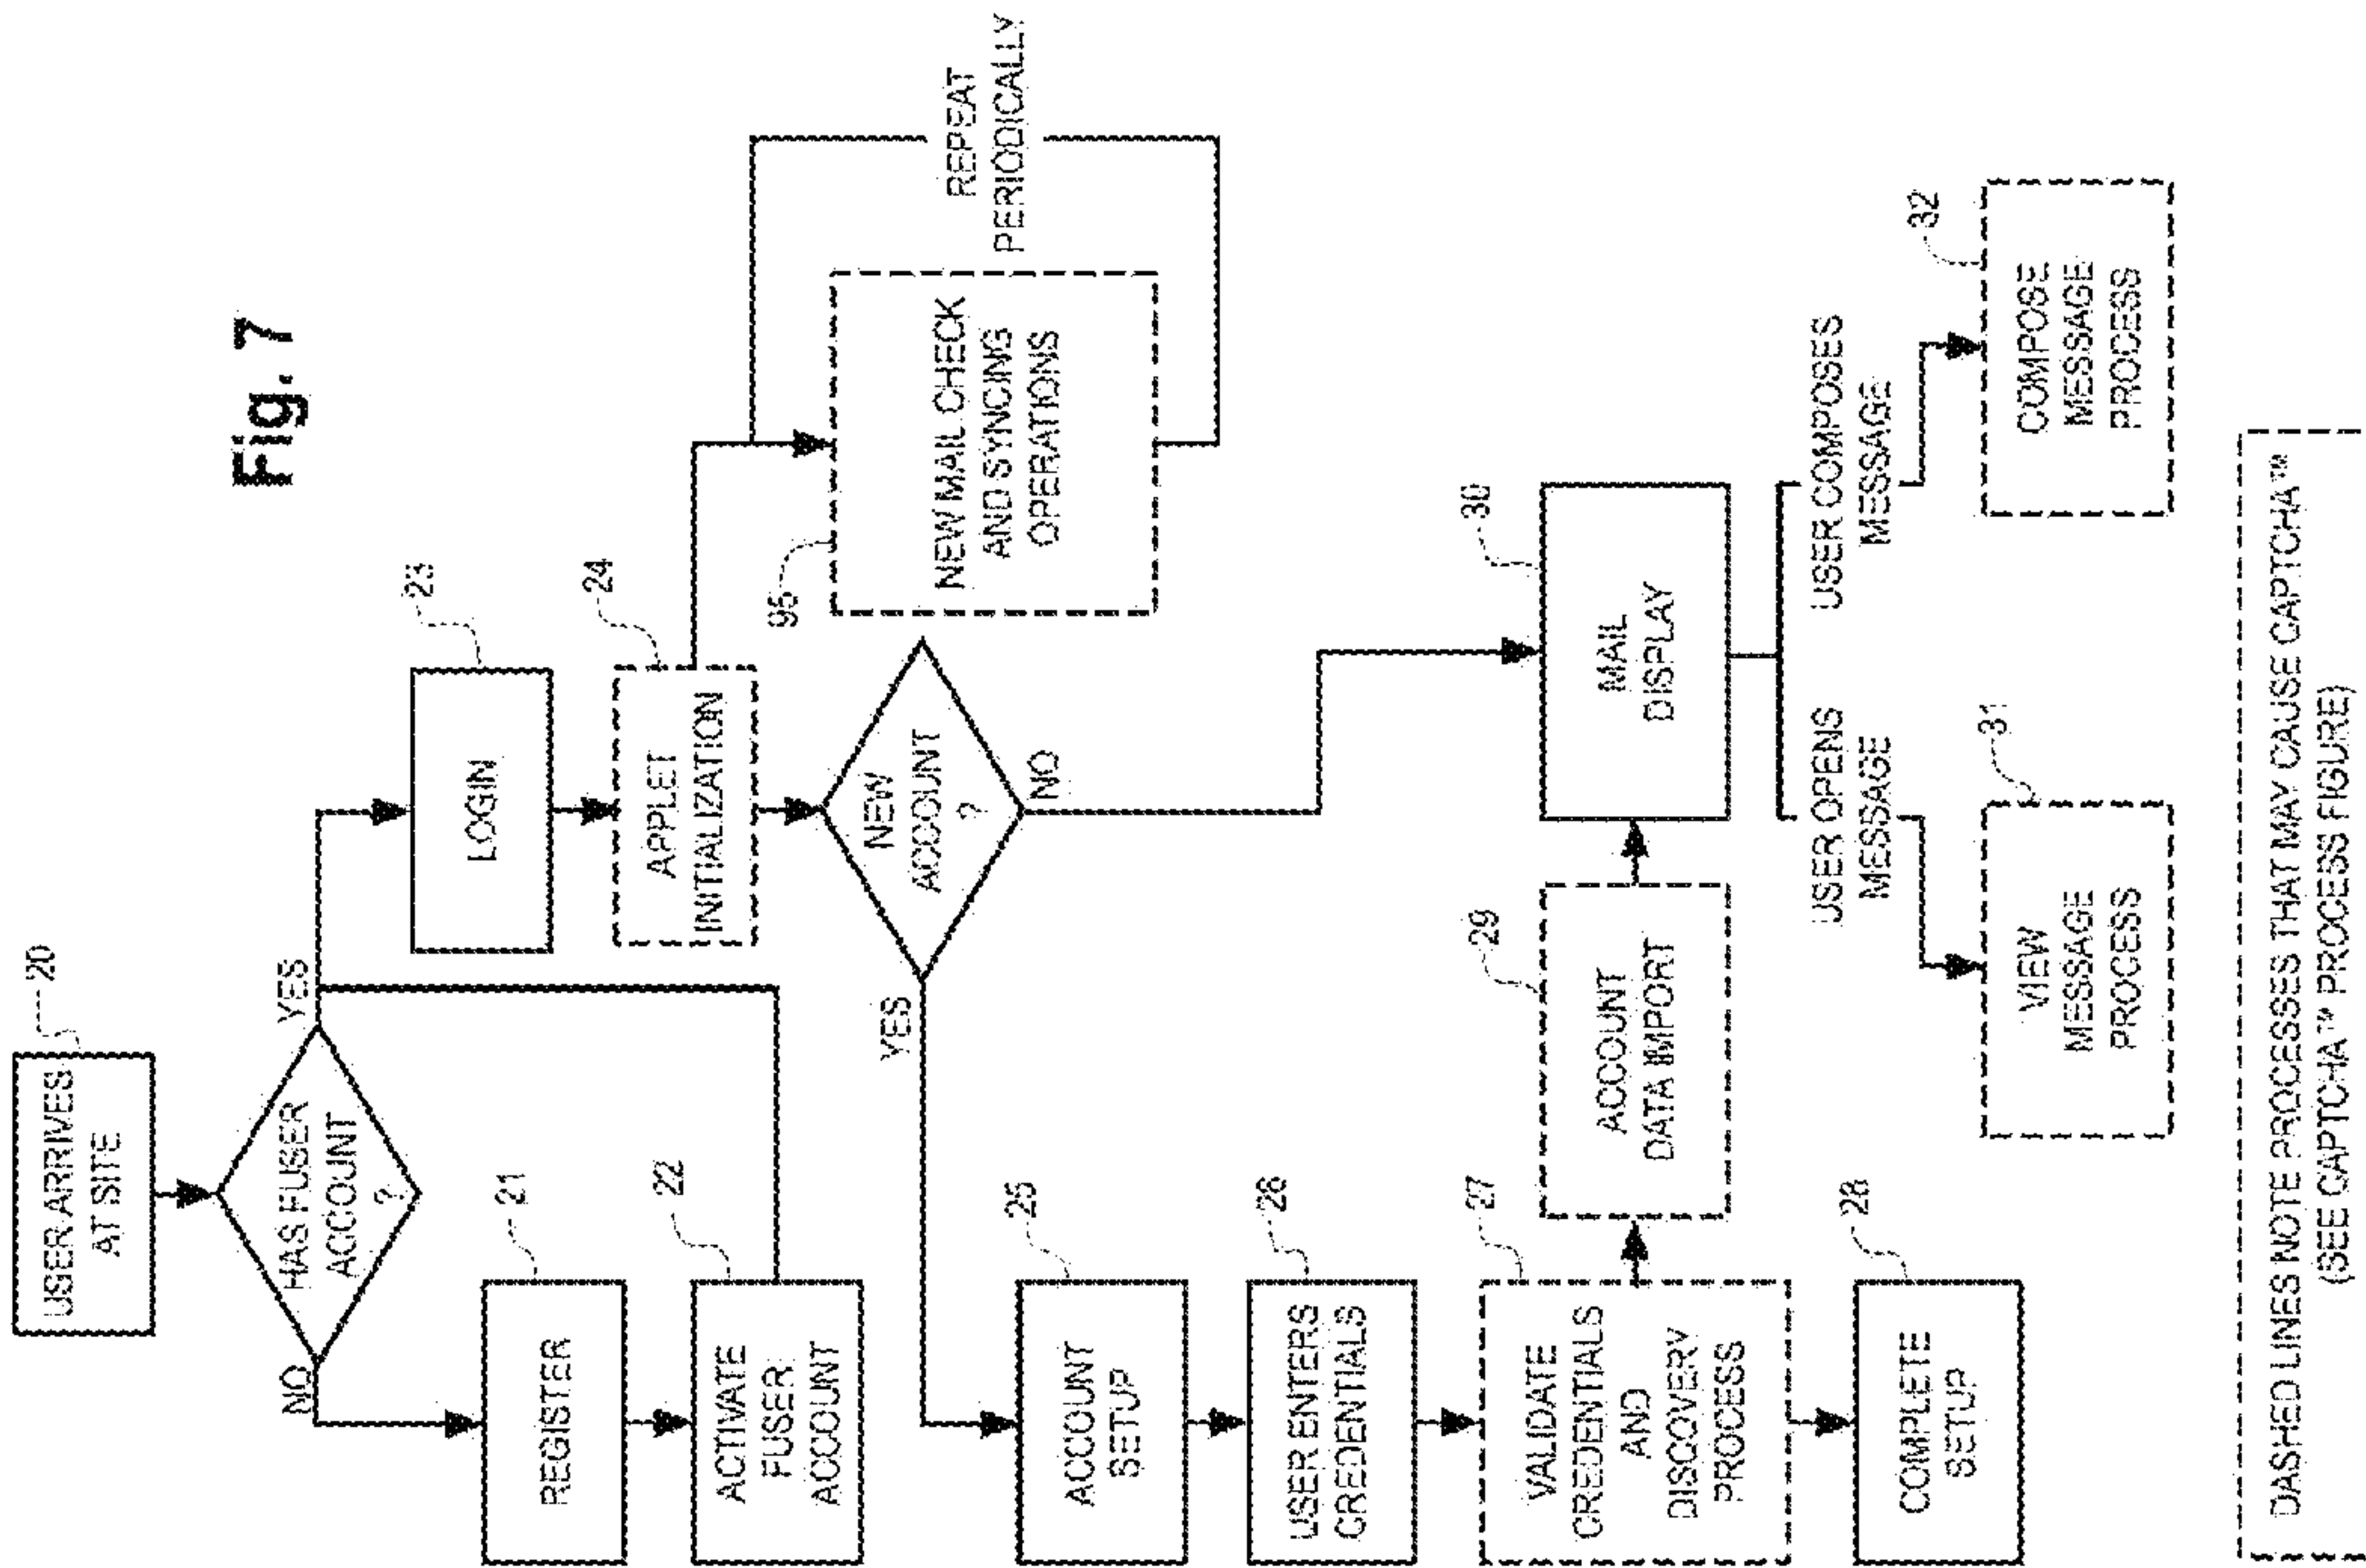 Fig. 7
USER ARRIVES
AT SITE
20
HAS FUSER
ACCOUNT
?
NO
YES
REGISTER
21
ACTIVATE
FUSER
ACCOUNT
22
LOGIN
23
APPLET
INITIALIZATION
24
NEW MAIL CHECK
AND SYNCING
OPERATIONS
95
REPEAT
PERIODICALLY
NEW
ACCOUNT
?
YES
NO
ACCOUNT
SETUP
25
USER ENTERS
CREDENTIALS
26
VALIDATE
CREDENTIALS
AND
DISCOVERY
PROCESS
27
COMPLETE
SETUP
28
ACCOUNT
DATA IMPORT
29
MAIL
DISPLAY
30
USER OPENS
MESSAGE
USER COMPOSES
MESSAGE
VIEW
MESSAGE
PROCESS
31
COMPOSE
MESSAGE
PROCESS
32
DASHED LINES NOTE PROCESSES THAT MAY CAUSE CAPTCHA™
(SEE CAPTCHA™ PROCESS FIGURE)